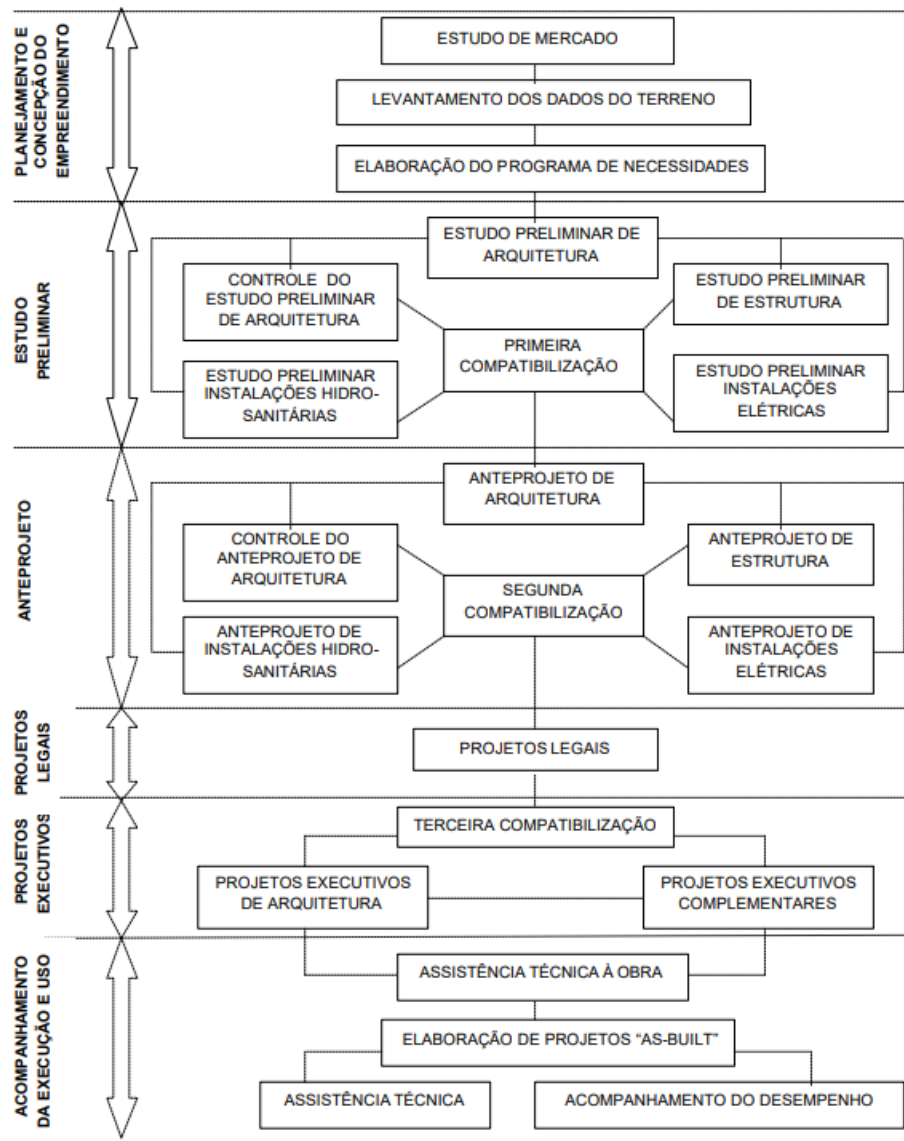 PLANEJAMENTO E
CONCEPÇÃO DO
EMPREENDIMENTO
ESTUDO DE MERCADO
LEVANTAMENTO DOS DADOS DO TERRENO
ELABORAÇÃO DO PROGRAMA DE NECESSIDADES
ESTUDO
PRELIMINAR
ESTUDO PRELIMINAR DE
ARQUITETURA
CONTROLE DO
ESTUDO PRELIMINAR
DE ARQUITETURA
ESTUDO PRELIMINAR
DE ESTRUTURA
PRIMEIRA
COMPATIBILIZAÇÃO
ESTUDO PRELIMINAR
INSTALAÇÕES HIDRO-
SANITÁRIAS
ESTUDO PRELIMINAR
INSTALAÇÕES
ELÉTRICAS
ANTEPROJETO
ANTEPROJETO DE
ARQUITETURA
CONTROLE DO
ANTEPROJETO DE
ARQUITETURA
ANTEPROJETO DE
ESTRUTURA
SEGUNDA
COMPATIBILIZAÇÃO
ANTEPROJETO DE
INSTALAÇÕES HIDRO-
SANITÁRIAS
ANTEPROJETO DE
INSTALAÇÕES
ELÉTRICAS
PROJETOS
LEGAIS
PROJETOS LEGAIS
PROJETOS
EXECUTIVOS
TERCEIRA COMPATIBILIZAÇÃO
PROJETOS EXECUTIVOS
DE ARQUITETURA
PROJETOS EXECUTIVOS
COMPLEMENTARES
ACOMPANHAMENTO
DA EXECUÇÃO E USO
ASSISTÊNCIA TÉCNICA À OBRA
ELABORAÇÃO DE PROJETOS “AS-BUILT”
ASSISTÊNCIA TÉCNICA
ACOMPANHAMENTO DO DESEMPENHO